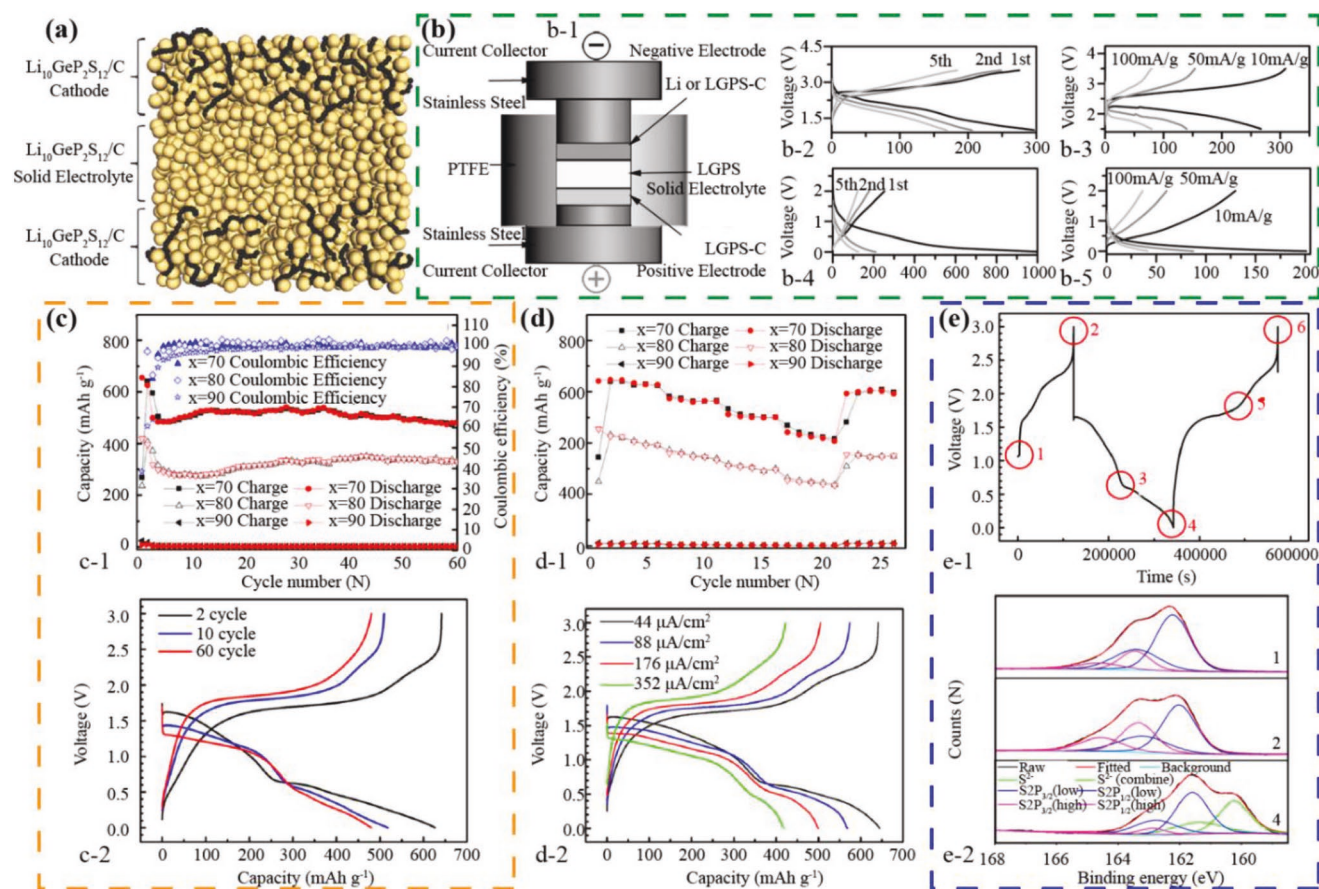 (a)
Li₁₀GeP₂S₁₂/C
Cathode
Li₁₀GeP₂S₁₂/C
Solid Electrolyte
Li₁₀GeP₂S₁₂/C
Cathode
(b)
b-1
Current Collector
Negative Electrode
Li or LGPS-C
Stainless Steel
PTFE
LGPS
Solid Electrolyte
Stainless Steel
LGPS-C
Current Collector
Positive Electrode
Voltage (V)
4.5
3.0
1.5
5th 2nd 1st
0 100 200 300
b-2
Voltage (V)
4
3
2
100mA/g 50mA/g 10mA/g
0 100 200 300
b-3
Voltage (V)
2
1
0
5th2nd 1st
0 200 400 600 800 1000
b-4
Voltage (V)
2
1
0
100mA/g 50mA/g
10mA/g
0 50 100 150 200
b-5
(c)
Capacity (mAh g⁻¹)
800
600
400
200
0
Coulombic efficiency (%)
110
100
90
80
70
60
50
40
30
20
10
0
x=70 Coulombic Efficiency
x=80 Coulombic Efficiency
x=90 Coulombic Efficiency
x=70 Charge x=70 Discharge
x=80 Charge x=80 Discharge
x=90 Charge x=90 Discharge
0 10 20 30 40 50 60
c-1
Cycle number (N)
Voltage (V)
3.0
2.5
2.0
1.5
1.0
0.5
0.0
2 cycle
10 cycle
60 cycle
0 100 200 300 400 500 600 700
c-2
Capacity (mAh g⁻¹)
(d)
Capacity (mAh g⁻¹)
800
600
200
400
0
x=70 Charge x=70 Discharge
x=80 Charge x=80 Discharge
x=90 Charge x=90 Discharge
0 5 10 15 20 25
d-1
Cycle number (N)
Voltage (V)
3.0
2.5
2.0
1.5
1.0
0.5
0.0
44 μA/cm²
88 μA/cm²
176 μA/cm²
352 μA/cm²
0 100 200 300 400 500 600 700
d-2
Capacity (mAh g⁻¹)
(e)
Voltage (V)
3.0
2.5
2.0
1.5
1.0
0.5
0.0
1
2
3
4
5
6
0 200000 400000 600000
e-1
Time (s)
Counts (N)
1
2
Raw Fitted Background
S²⁻ S²⁻ (combine)
S2P₃/₂(low) S2P₁/₂(low)
S2P₃/₂(high) S2P₁/₂(high)
4
168 166 164 162 160
e-2
Binding energy (eV)